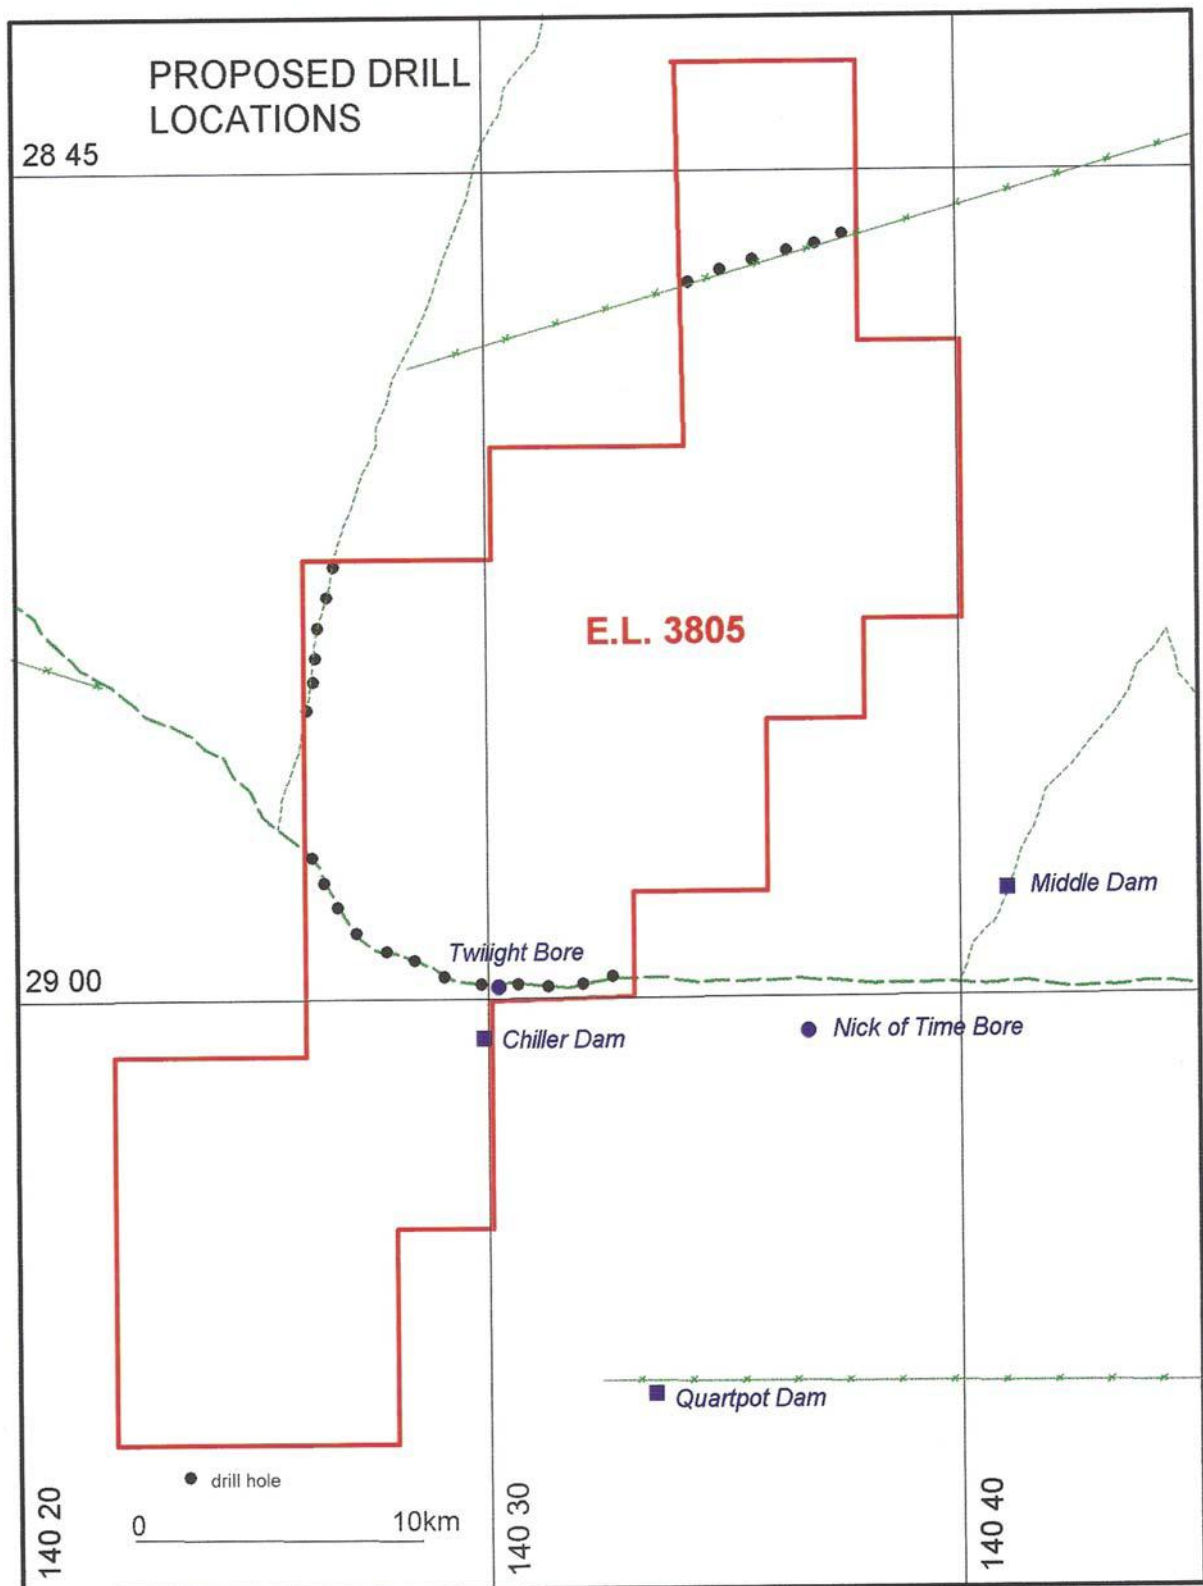 PROPOSED DRILL
LOCATIONS
28 45
E.L. 3805
Middle Dam
Twilight Bore
29 00
Nick of Time Bore
Chiller Dam
Quartpot Dam
drill hole
0 10km
140 20
140 30
140 40